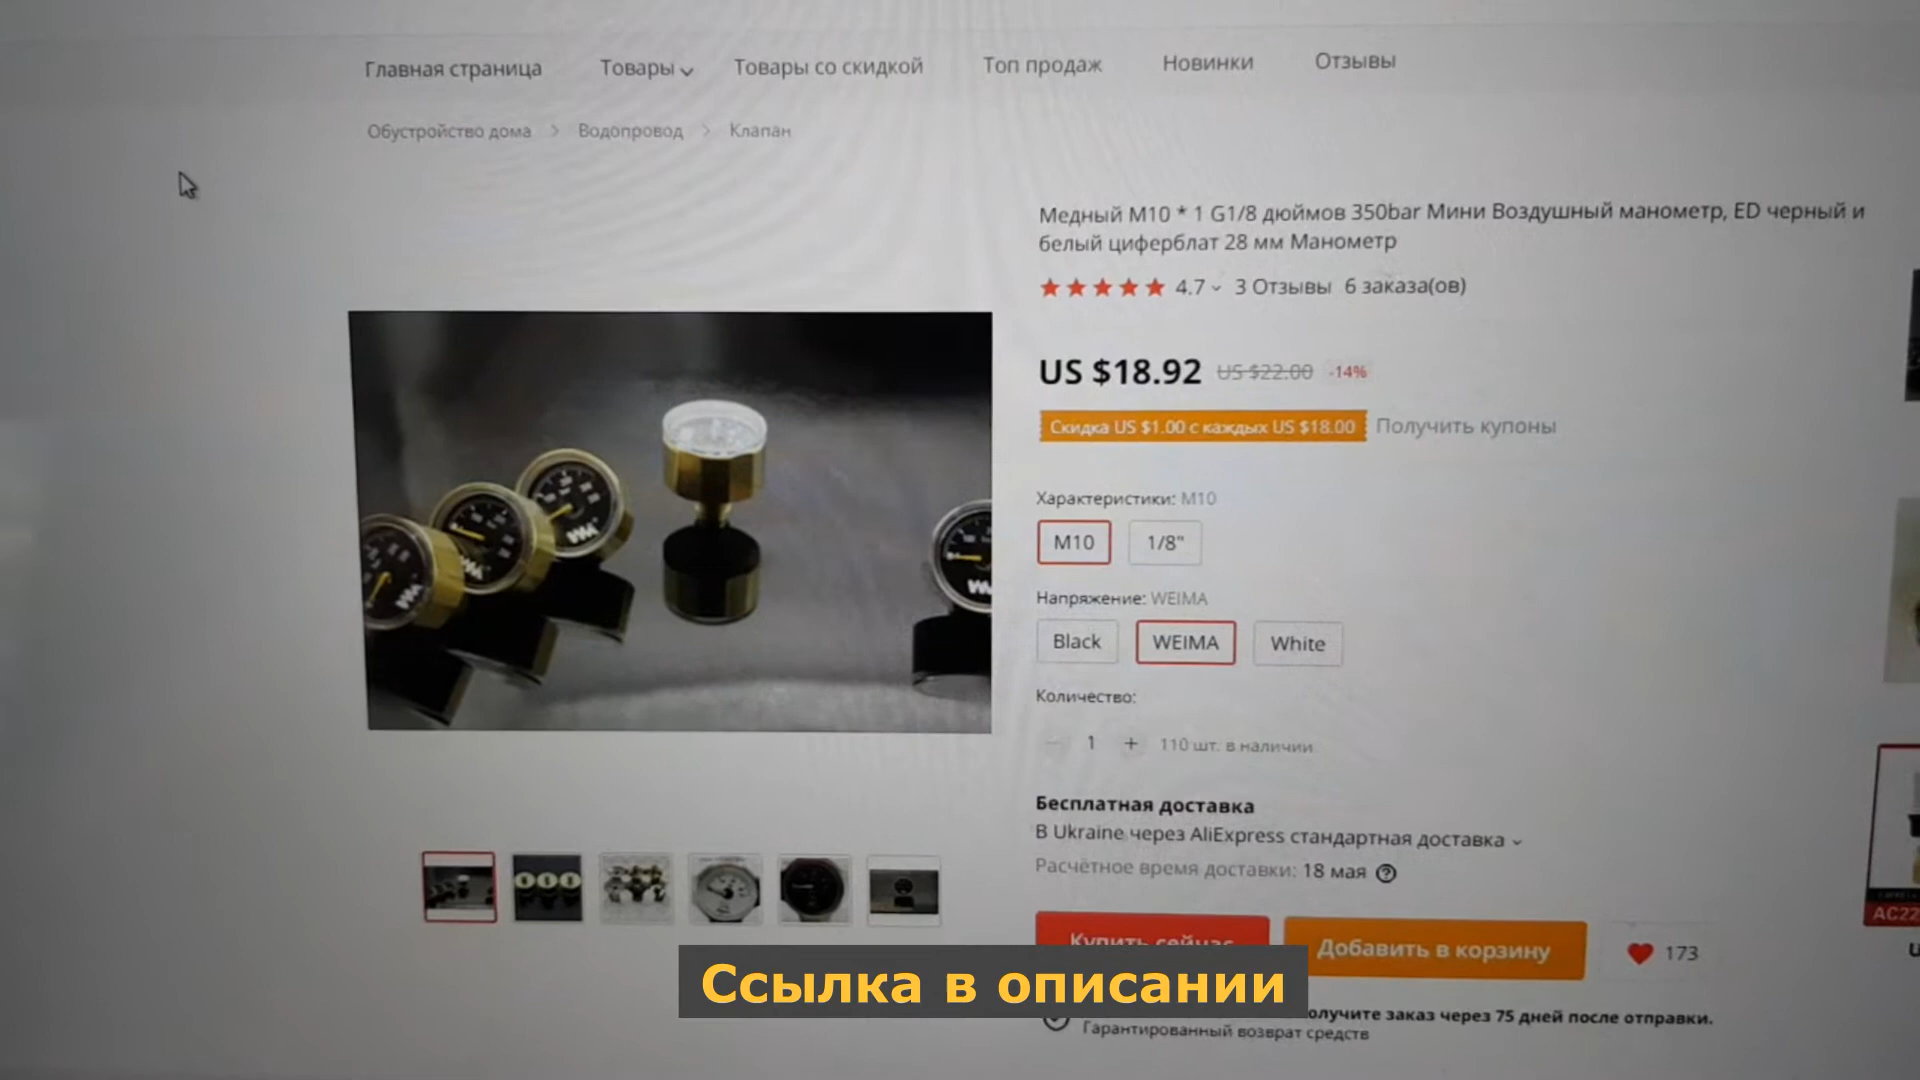 Главная страница
Товары
Товары со скидкой
Топ продаж
Новинки
Отзывы
Обустройство дома > Водопровод > Клапан
Медный M10 * 1 G1/8 дюймов 350bar Мини Воздушный манометр, ED черный и
белый циферблат 28 мм Манометр
4.7 3 Отзывы 6 заказа(ов)
US $18.92 US $22.00 -14%
Скидка US $1.00 с каждых US $18.00 Получить купоны
Характеристики: M10
M10 1/8"
Напряжение: WEIMA
Black WEIMA White
Количество:
1 + 110 шт. в наличии
Бесплатная доставка
В Ukraine через AliExpress стандартная доставка
Расчётное время доставки: 18 мая
Купить сейчас
Добавить в корзину
173
AC22
Ссылка в описании
олучите заказ через 75 дней после отправки.
Гарантированный возврат средств